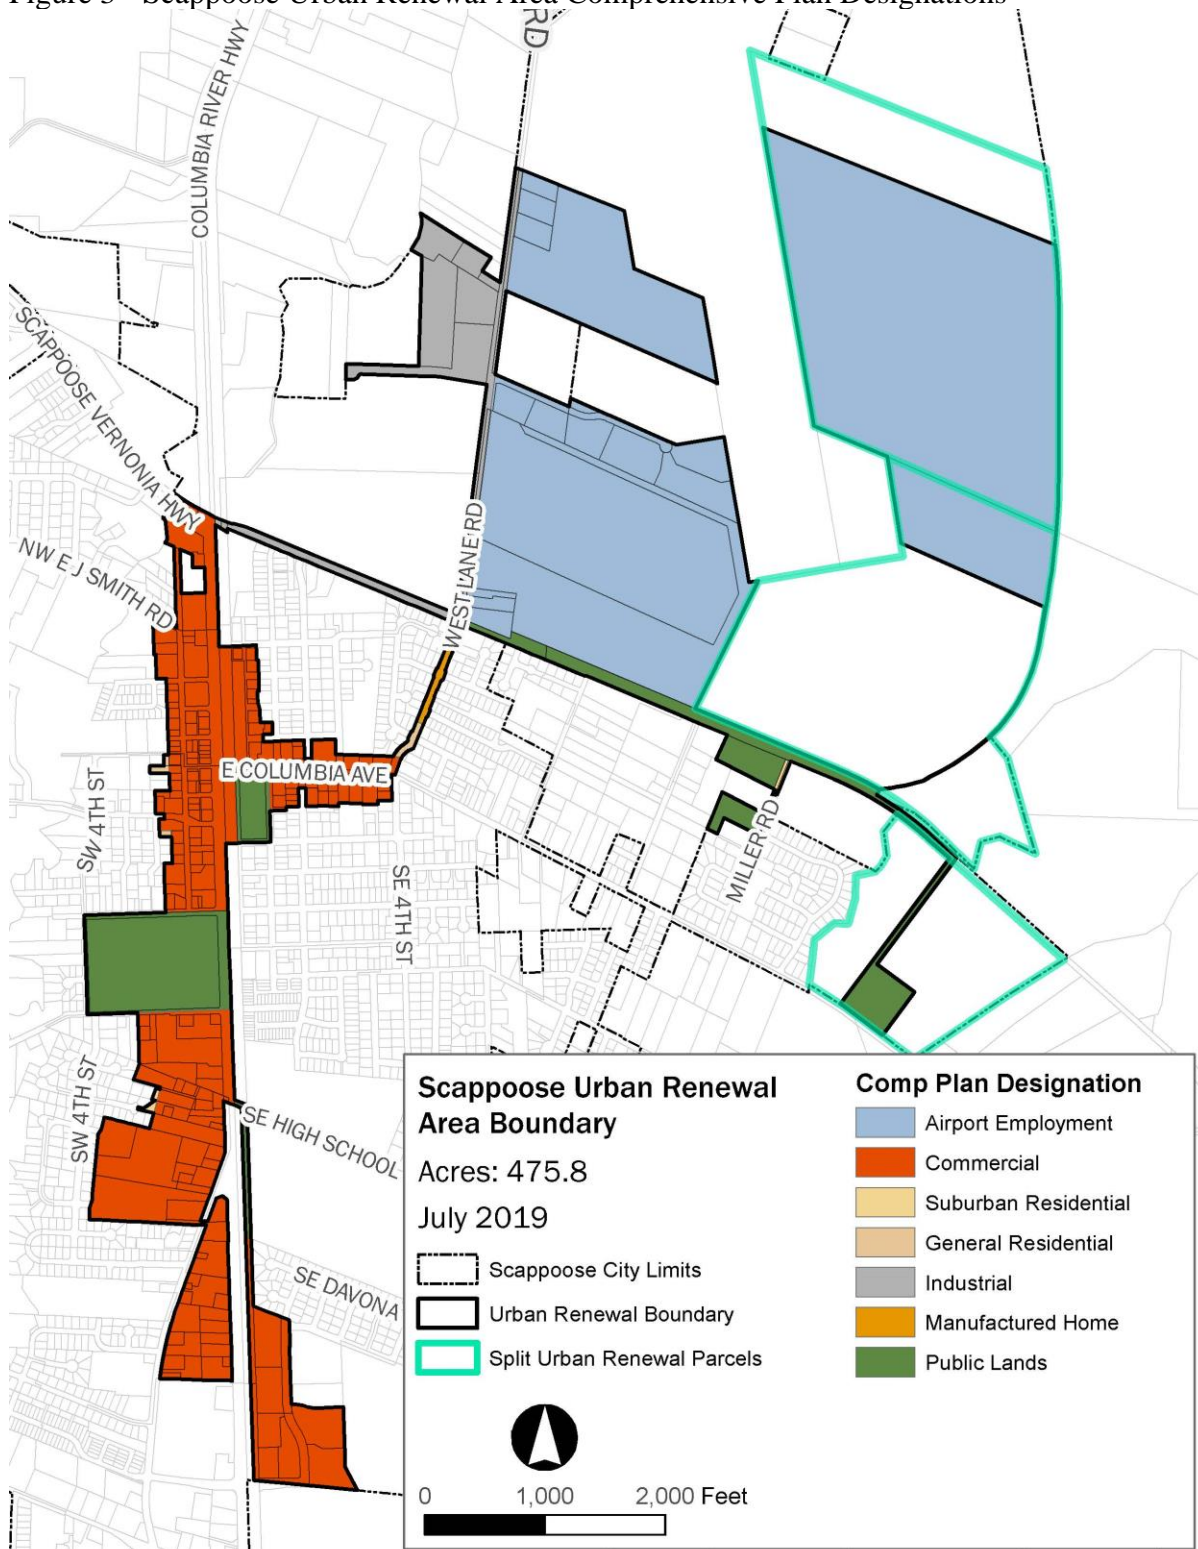 Figure 3 - Scappoose Urban Renewal Area Comprehensive Plan Designations
RD
COLUMBIA RIVER HWY
SCAPPOOSE VERNONIA HWY
NW E J SMITH RD
WEST LANE RD
E COLUMBIA AVE
SW 4TH ST
SE 4TH ST
MILLER RD
SW 4TH ST
SE HIGH SCHOOL
SE DAVONA
Scappoose Urban Renewal
Area Boundary
Acres: 475.8
July 2019
Scappoose City Limits
Urban Renewal Boundary
Split Urban Renewal Parcels
0 1,000 2,000 Feet
Comp Plan Designation
Airport Employment
Commercial
Suburban Residential
General Residential
Industrial
Manufactured Home
Public Lands